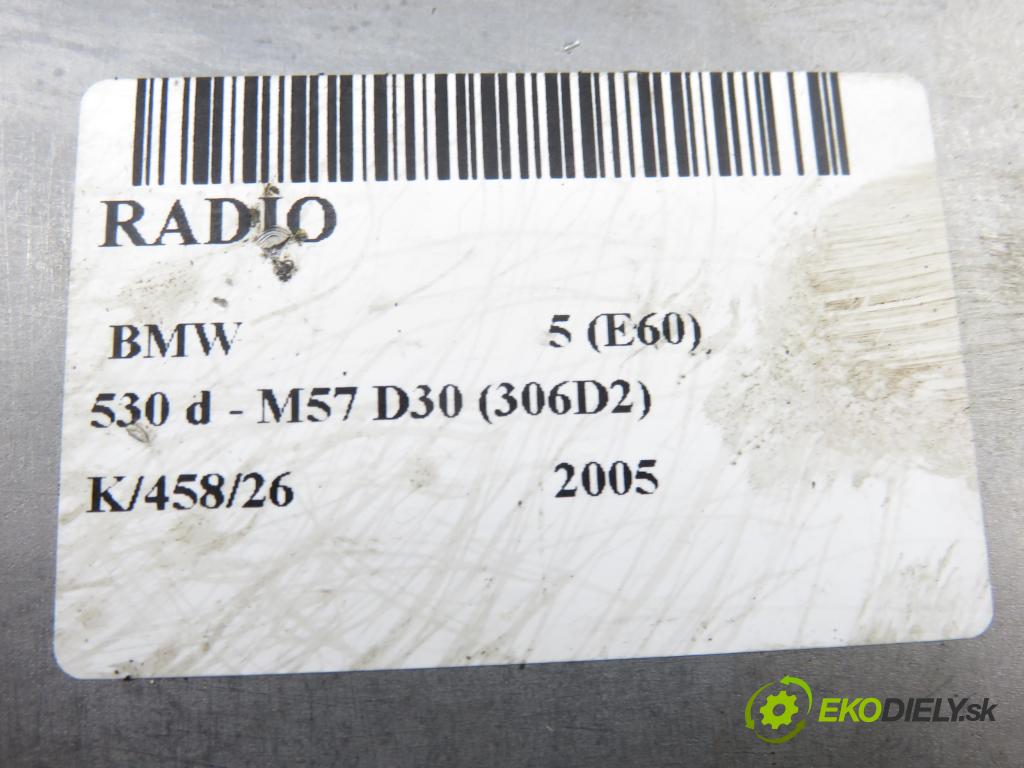 RADIO
BMW 5 (E60)
530 d - M57 D30 (306D2)
K/458/26 2005
EKODIELY.sk